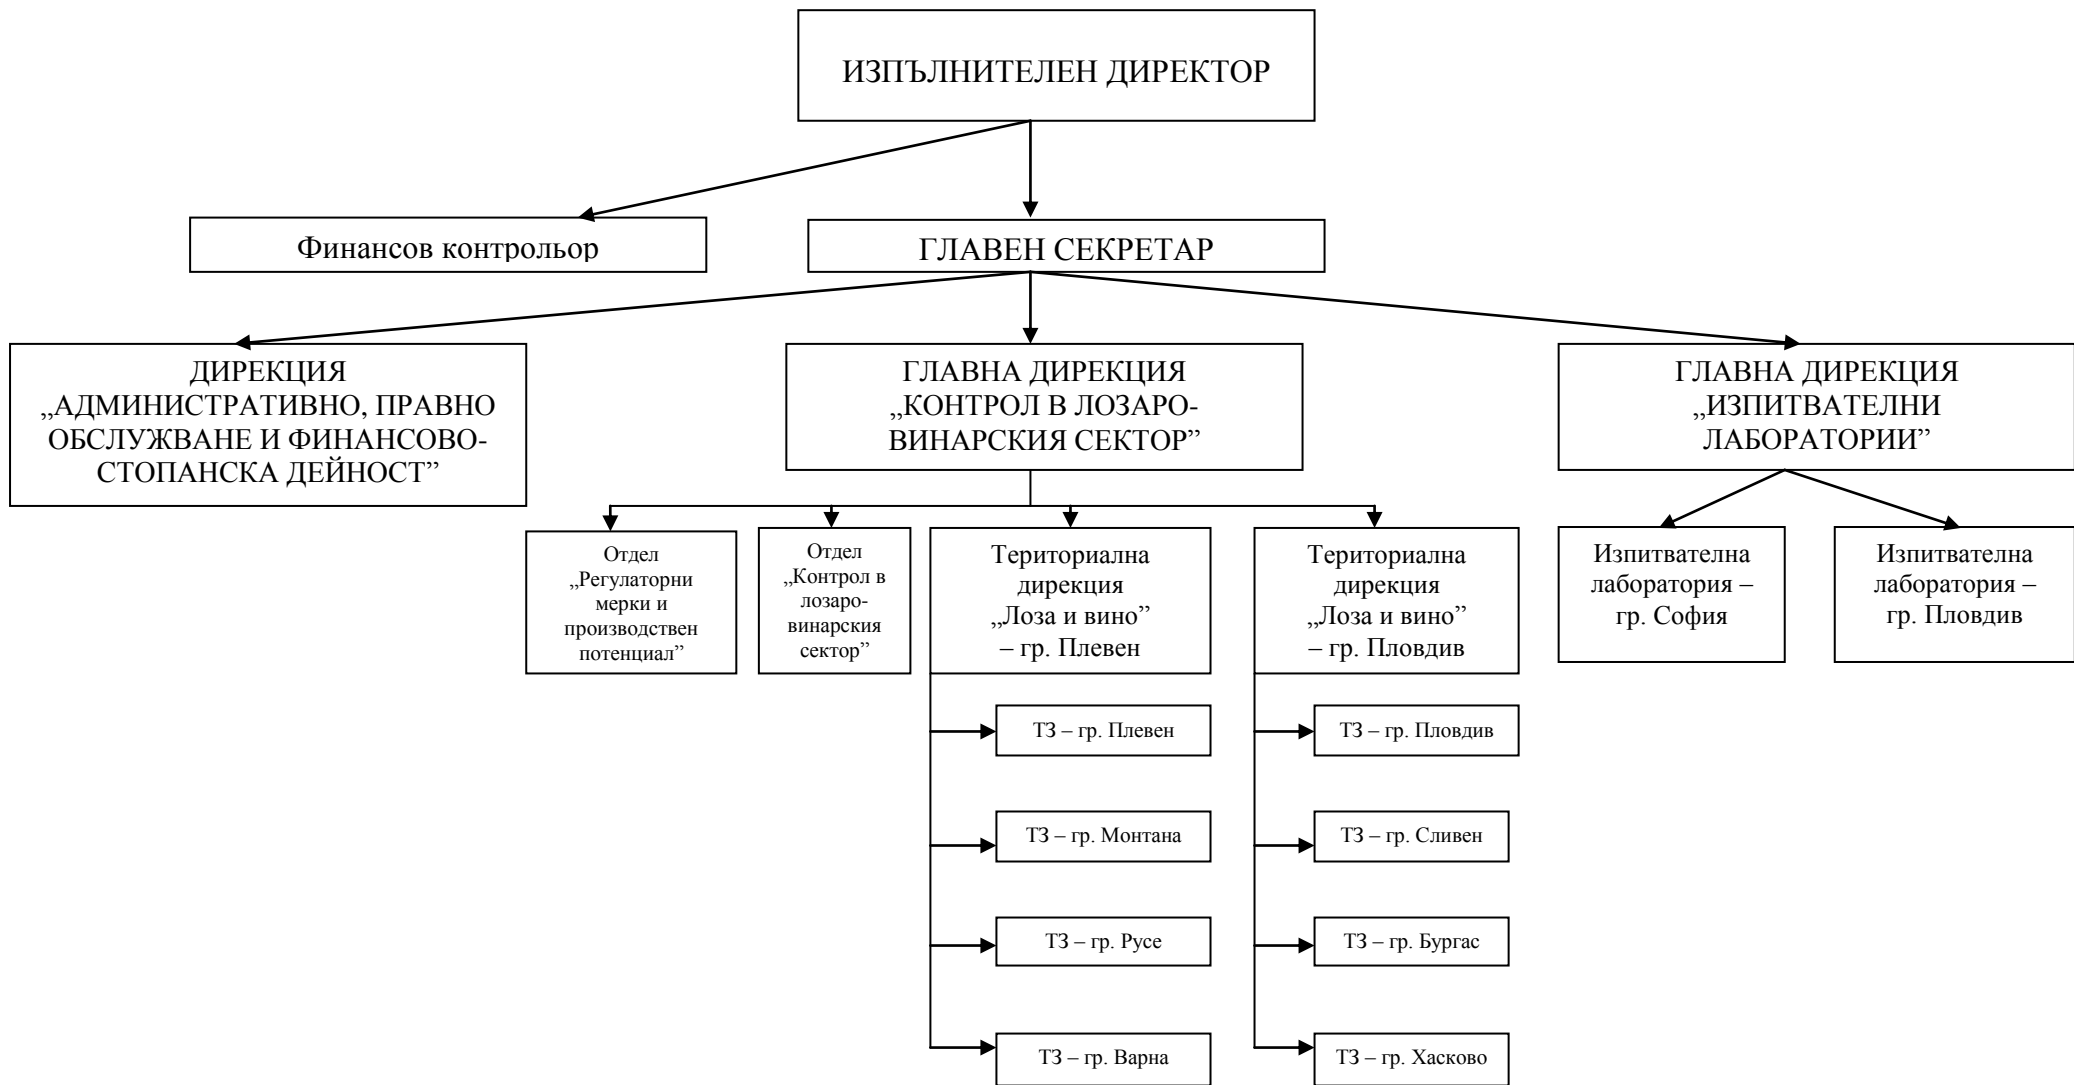 ИЗПЪЛНИТЕЛЕН ДИРЕКТОР
Финансов контрольор
ГЛАВЕН СЕКРЕТАР
ДИРЕКЦИЯ
„АДМИНИСТРАТИВНО, ПРАВНО
ОБСЛУЖВАНЕ И ФИНАНСОВО-
СТОПАНСКА ДЕЙНОСТ”
ГЛАВНА ДИРЕКЦИЯ
„КОНТРОЛ В ЛОЗАРО-
ВИНАРСКИЯ СЕКТОР”
ГЛАВНА ДИРЕКЦИЯ
„ИЗПИТВАТЕЛНИ
ЛАБОРАТОРИИ”
Отдел
„Регулаторни
мерки и
производствен
потенциал”
Отдел
„Контрол в
лозаро-
винарския
сектор”
Териториална
дирекция
„Лоза и вино”
– гр. Плевен
Териториална
дирекция
„Лоза и вино”
– гр. Пловдив
Изпитвателна
лаборатория –
гр. София
Изпитвателна
лаборатория –
гр. Пловдив
ТЗ – гр. Плевен
ТЗ – гр. Монтана
ТЗ – гр. Русе
ТЗ – гр. Варна
ТЗ – гр. Пловдив
ТЗ – гр. Сливен
ТЗ – гр. Бургас
ТЗ – гр. Хасково